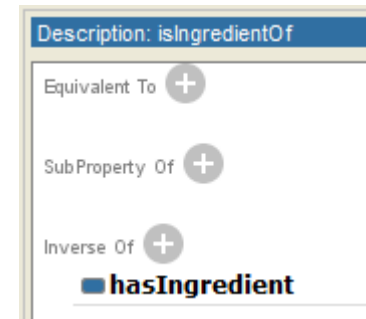 Description: isIngredientOf
Equivalent To
SubProperty Of
Inverse Of
hasIngredient